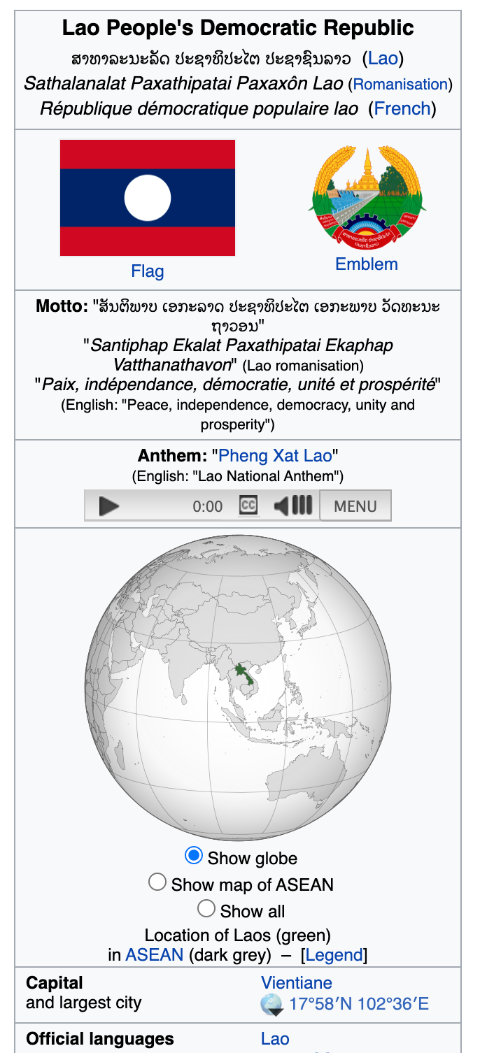 Lao People's Democratic Republic
ສາທາລະນະລັດ ປະຊາທິປະໄຕ ປະຊາຊົນລາວ (Lao)
Sathalanalat Paxathipatai Paxaxôn Lao (Romanisation)
République démocratique populaire lao (French)
Flag
Emblem
Motto: "ສັນຕິພາບ ເອກະລາດ ປະຊາທິປະໄຕ ເອກະພາບ ວັດທະນະ
ຖາວອນ"
"Santiphap Ekalat Paxathipatai Ekaphap
Vatthanathavon" (Lao romanisation)
"Paix, indépendance, démocratie, unité et prospérité"
(English: "Peace, independence, democracy, unity and
prosperity")
Anthem: "Pheng Xat Lao"
(English: "Lao National Anthem")
0:00 CC MENU
Show globe
Show map of ASEAN
Show all
Location of Laos (green)
in ASEAN (dark grey) – [Legend]
Capital Vientiane
and largest city 17°58′N 102°36′E
Official languages Lao